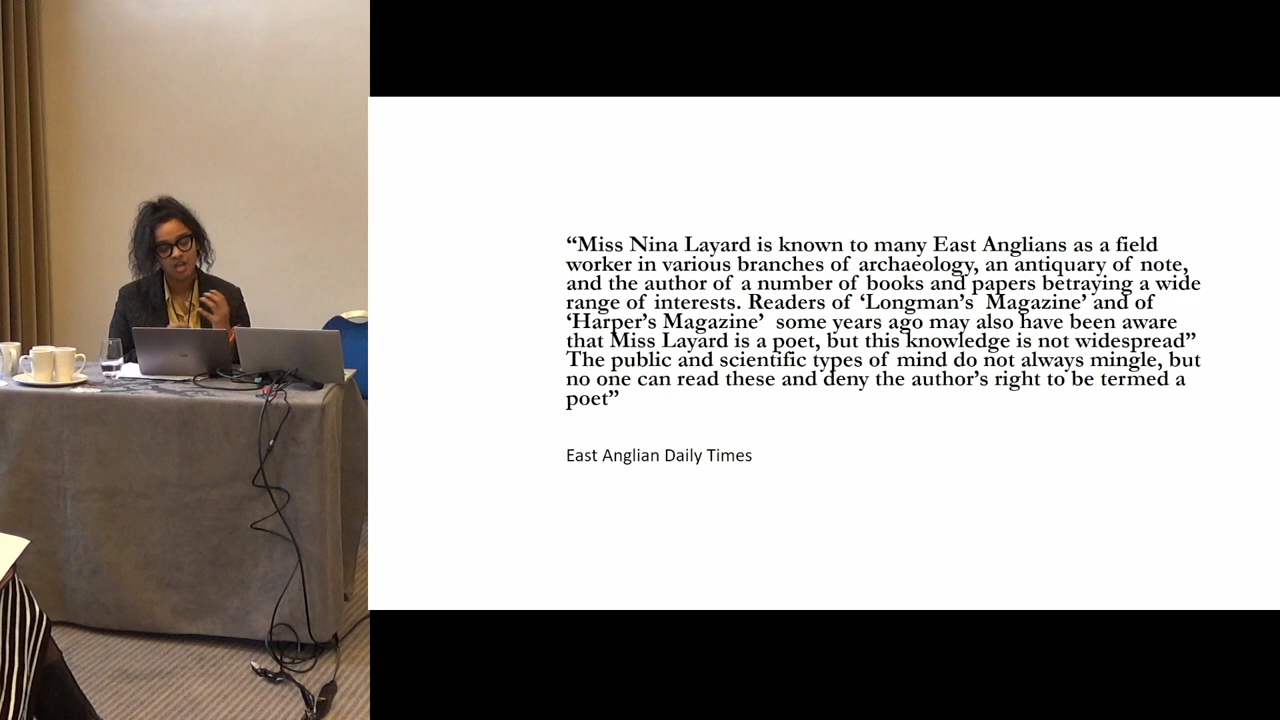 “Miss Nina Layard is known to many East Anglians as a field
worker in various branches of archaeology, an antiquary of note,
and the author of a number of books and papers betraying a wide
range of interests. Readers of ‘Longman’s Magazine’ and of
‘Harper’s Magazine’ some years ago may also have been aware
that Miss Layard is a poet, but this knowledge is not widespread”
The public and scientific types of mind do not always mingle, but
no one can read these and deny the author’s right to be termed a
poet”
East Anglian Daily Times